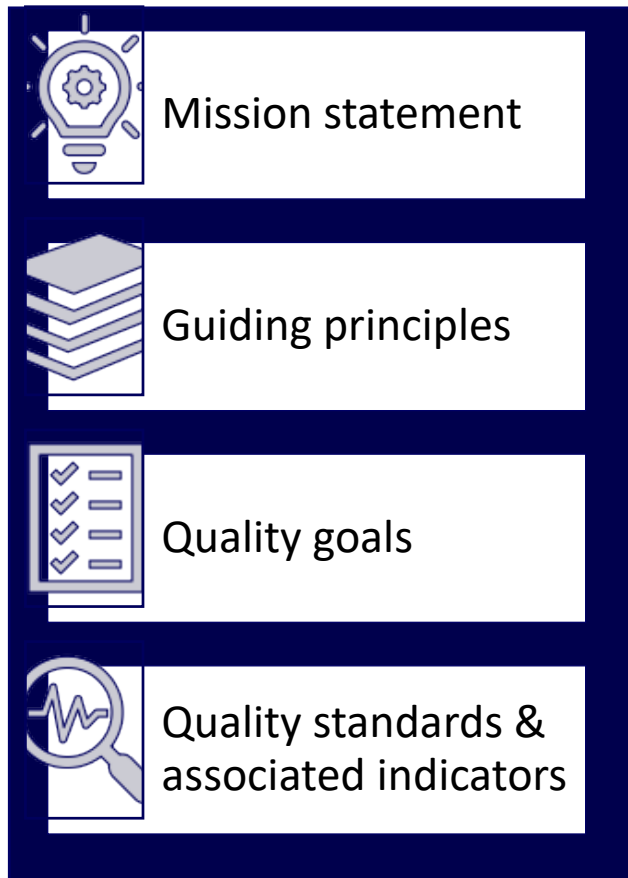 Mission statement
Guiding principles
Quality goals
Quality standards &
associated indicators